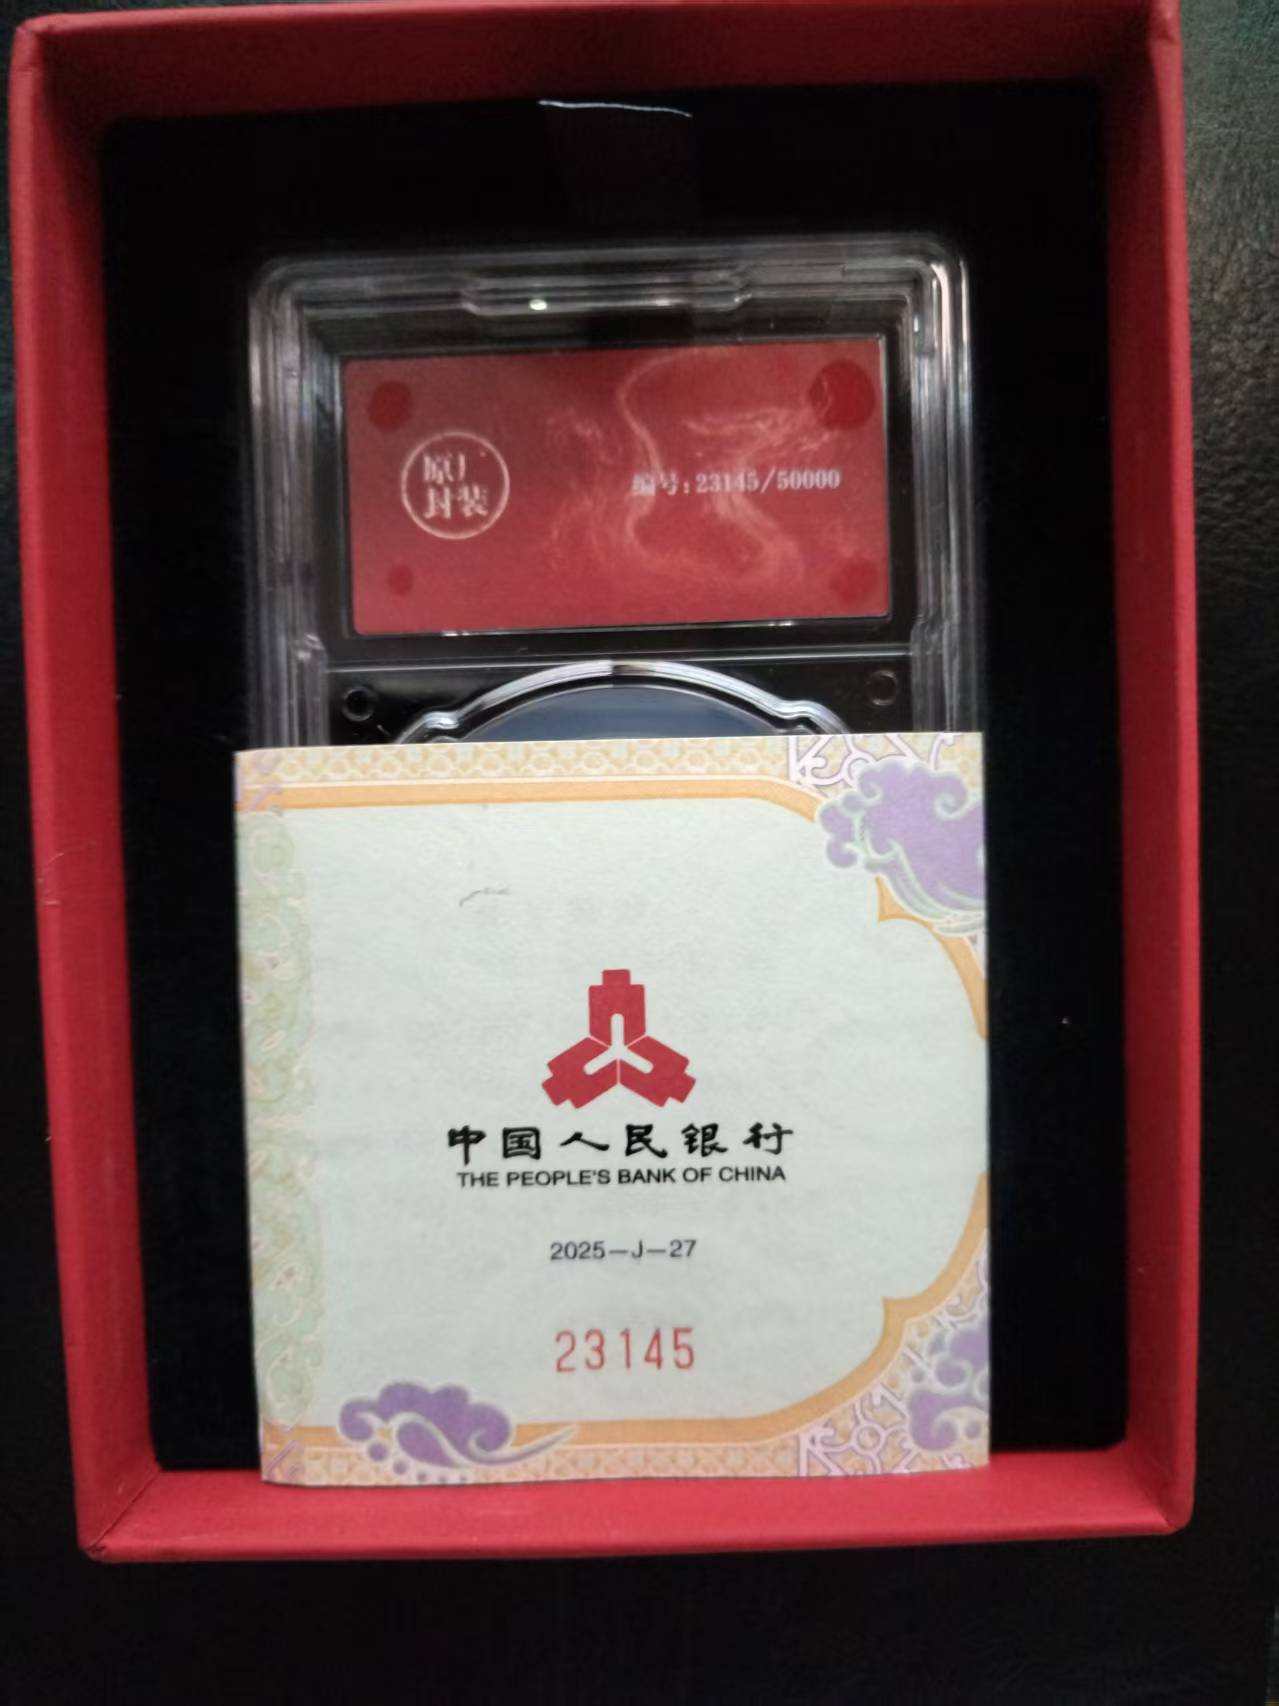 原厂
封装
编号:23145/50000
中国人民银行
THE PEOPLE'S BANK OF CHINA
2025—J—27
23145